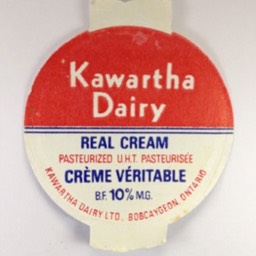 Kawartha
Dairy
REAL CREAM
PASTEURIZED U.H.T. PASTEURISÉE
CRÈME VÉRITABLE
B.F. 10% M.G.
KAWARTHA DAIRY LTD., BOBCAYGEON, ONTARIO